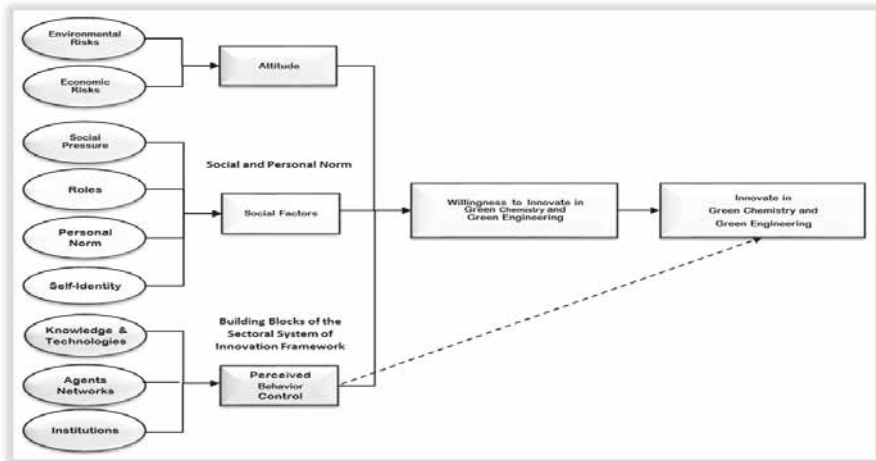 Environmental
Risks
Economic
Risks
Attitude
Social
Pressure
Roles
Personal
Norm
Self-Identity
Social and Personal Norm
Social Factors
Knowledge &
Technologies
Agents
Networks
Institutions
Building Blocks of the
Sectoral System of
Innovation Framework
Perceived
Behavior
Control
Willingness to Innovate in
Green Chemistry and
Green Engineering
Innovate in
Green Chemistry and
Green Engineering